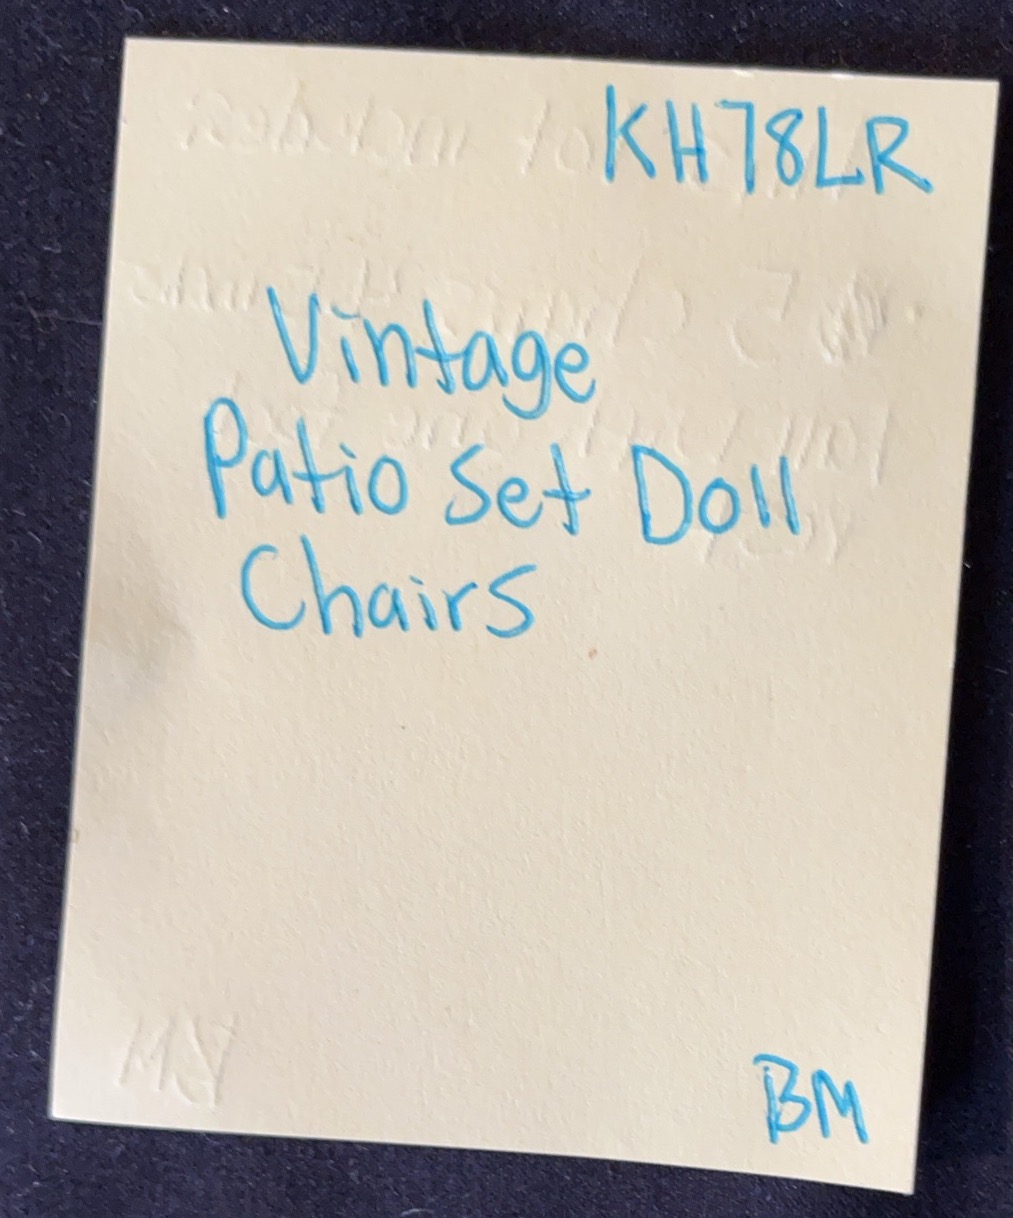 KH78LR
Vintage
Patio Set Doll
Chairs
BM